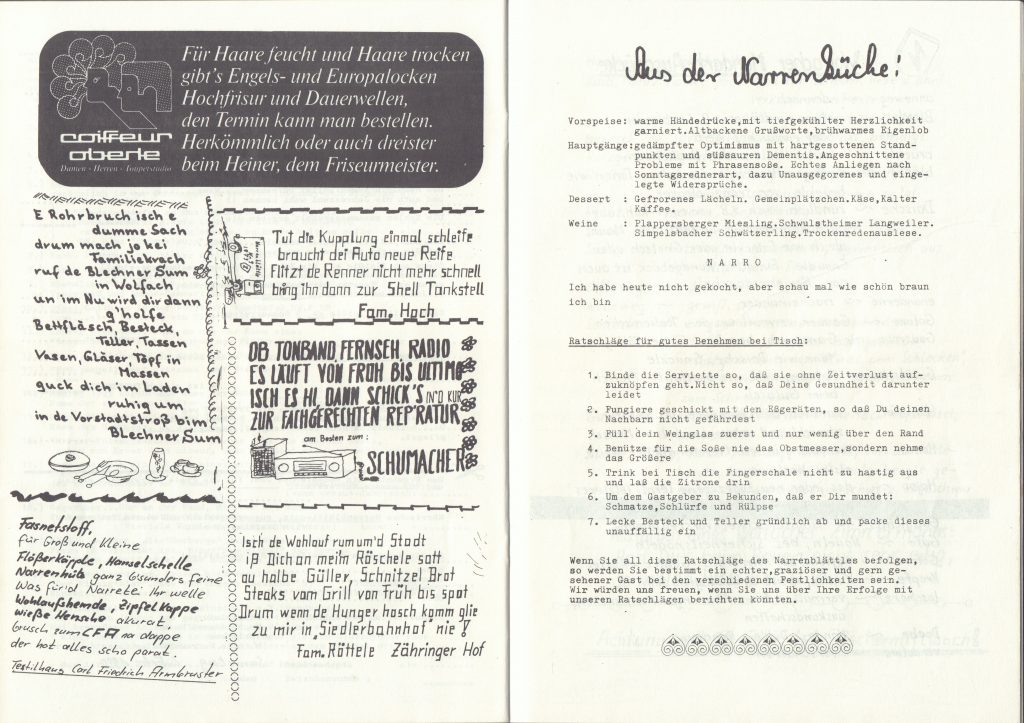 Für Haare feucht und Haare trocken
gibt's Engels- und Europalocken
Hochfrisur und Dauerwellen,
den Termin kann man bestellen.
Herkömmlich oder auch dreister
beim Heiner, dem Friseurmeister.
coiffeur
oberle
Damen - Herren - Toupetstudio
E Rohrbruch isch e
dumme Sach
drum mach jo kei
Familiekrach
ruf de Blechner Sum
in Wolfach
un im Nu wird dir dann
g'holfe
Bettfläsch, Besteck,
Teller, Tassen
Vasen, Gläser, Töpf in
Massen
guck dich im Laden
ruhig um
in de Vorstadtstroß bim
Blechner Sum
Tut die Kupplung einmal schleife
braucht dei Auto neue Reife
Flitzt de Renner nicht mehr schnell
bring ihn dann zur Shell Tankstell
Fam. Hoch
OB TONBAND, FERNSEH, RADIO
ES LÄUFT VON FRÜH BIS ULTIMO
ISCH ES HI, DANN SCHICK'S IN'D KUR
ZUR FACHGERECHTEN REP'RATUR
am Besten zum:
SCHUMACHER
Fasnetstoff,
für Groß und Kleine
Flößerkäpple, Hanselschelle
Narrenhüte ganz b'sunders feine
Was für'd Narretei Ihr welle
Wohlaufshemde, Zipfelkappe
wieße Hensche akurat,
busch zum CFA na dappe
der hot alles scho parat.
Textilhaus Carl Friedrich Armbruster
Isch de Wohlauf rum um'd Stadt
iß Dich an meim Röschele satt
au halbe Güller, Schnitzel Brot
Steaks vom Grill von früh bis spot
Drum wenn de Hunger hosch komm glie
zu mir in "Siedlerbahnhof" nie!
Fam. Röttele Zähringer Hof
Aus der Narrenküche!
Vorspeise: warme Händedrücke,mit tiefgekühlter Herzlichkeit
garniert.Altbackene Grußworte,brühwarmes Eigenlob
Hauptgänge:gedämpfter Optimismus mit hartgesottenen Stand-
punkten und süßsauren Dementis.Angeschnittene
Probleme mit Phrasensoße. Echtes Anliegen nach
Sonntagsrednerart, dazu Unausgegorenes und einge-
legte Widersprüche.
Dessert : Gefrorenes Lächeln. Gemeinplätzchen.Käse,Kalter
Kaffee.
Weine : Plappersberger Miesling.Schwulstheimer Langweiler.
Simpelsbacher Schwätzerling.Trockenredenauslese.
N A R R O
Ich habe heute nicht gekocht, aber schau mal wie schön braun
ich bin
Ratschläge für gutes Benehmen bei Tisch:
1. Binde die Serviette so, daß sie ohne Zeitverlust auf-
zuknöpfen geht.Nicht so, daß Deine Gesundheit darunter
leidet
2. Fungiere geschickt mit den Eßgeräten, so daß Du deinen
Nachbarn nicht gefährdest
3. Füll dein Weinglas zuerst und nur wenig über den Rand
4. Benütze für die Soße nie das Obstmesser,sondern nehme
das Größere
5. Trink bei Tisch die Fingerschale nicht zu hastig aus
und laß die Zitrone drin
6. Um dem Gastgeber zu Bekunden, daß er Dir mundet:
Schmatze,Schlürfe und Rülpse
7. Lecke Besteck und Teller gründlich ab und packe dieses
unauffällig ein
Wenn Sie all diese Ratschläge des Narrenblättles befolgen,
so werden Sie bestimmt ein echter,graziöser und gern ge-
sehener Gast bei den verschiedenen Festlichkeiten sein.
Wir würden uns freuen, wenn Sie uns über Ihre Erfolge mit
unseren Ratschlägen berichten könnten.